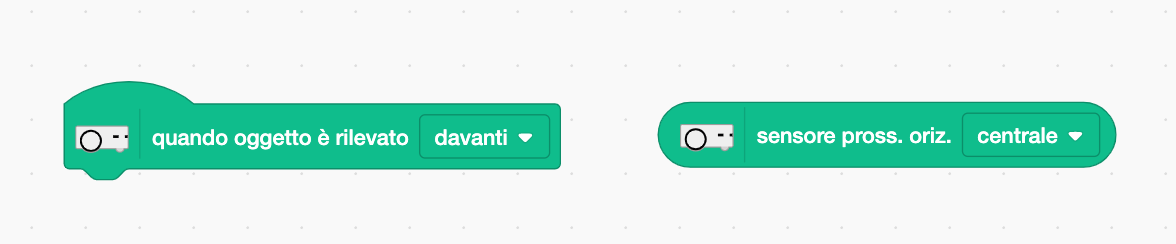 quando oggetto è rilevato davanti
sensore pross. oriz. centrale